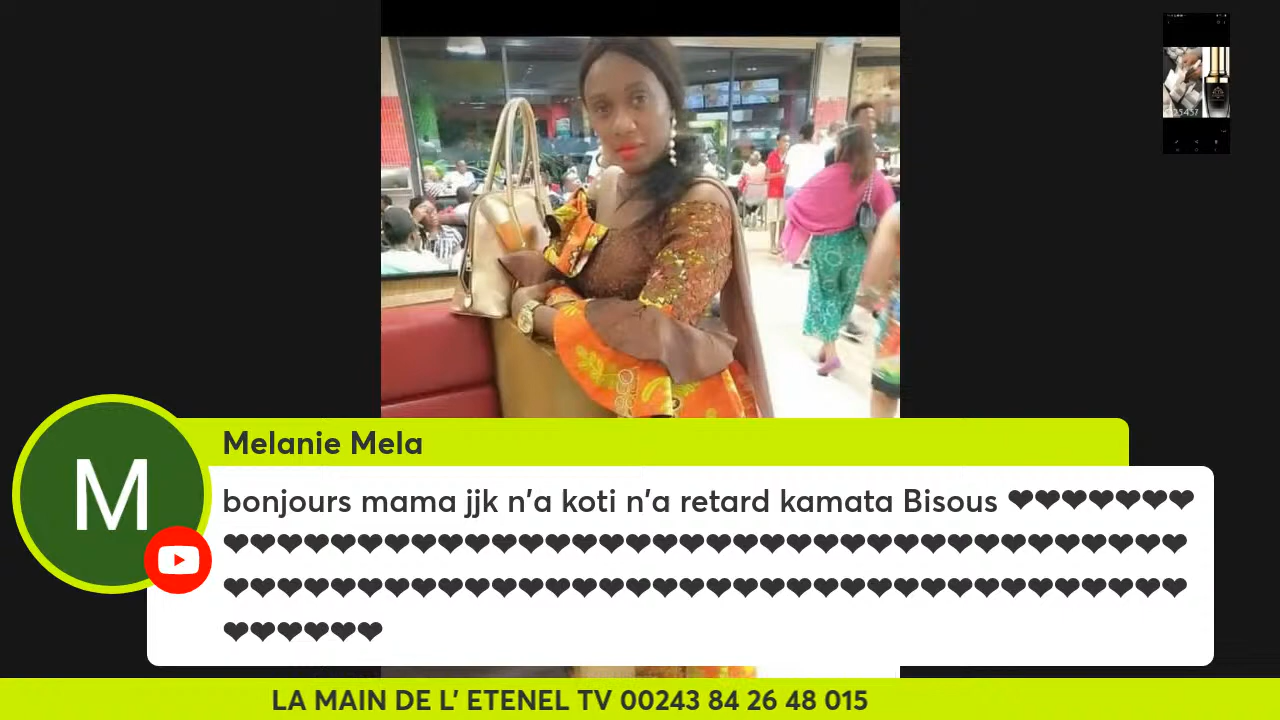 Melanie Mela
M
bonjours mama jjk n'a koti n'a retard kamata Bisous ❤❤❤❤❤❤❤
❤❤❤❤❤❤❤❤❤❤❤❤❤❤❤❤❤❤❤❤❤❤❤❤❤❤❤❤❤❤❤❤❤❤❤❤
❤❤❤❤❤❤❤❤❤❤❤❤❤❤❤❤❤❤❤❤❤❤❤❤❤❤❤❤❤❤❤❤❤❤❤❤
❤❤❤❤❤❤
LA MAIN DE L' ETENEL TV 00243 84 26 48 015